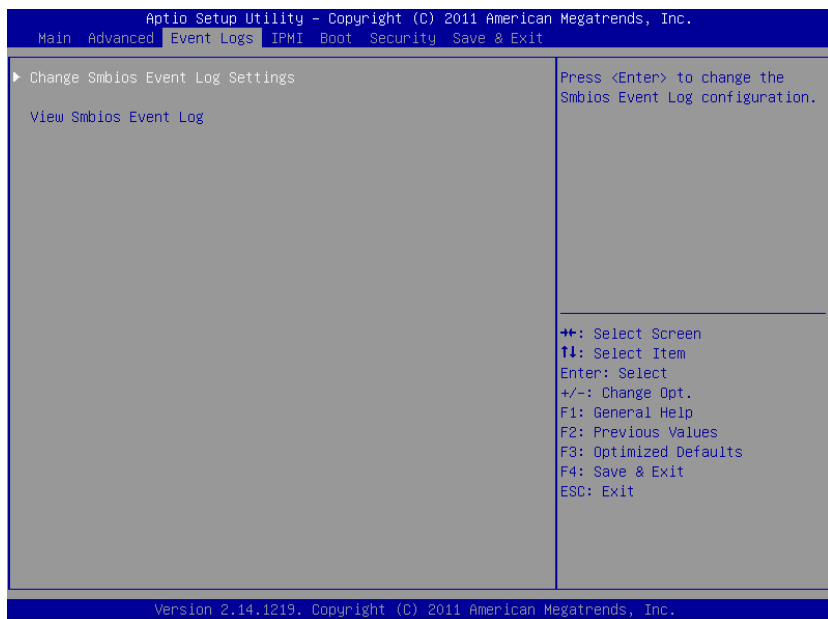 Aptio Setup Utility – Copyright (C) 2011 American Megatrends, Inc.
Main Advanced Event Logs IPMI Boot Security Save & Exit
▶ Change Smbios Event Log Settings
View Smbios Event Log
Press <Enter> to change the
Smbios Event Log configuration.
→←: Select Screen
↑↓: Select Item
Enter: Select
+/-: Change Opt.
F1: General Help
F2: Previous Values
F3: Optimized Defaults
F4: Save & Exit
ESC: Exit
Version 2.14.1219. Copyright (C) 2011 American Megatrends, Inc.